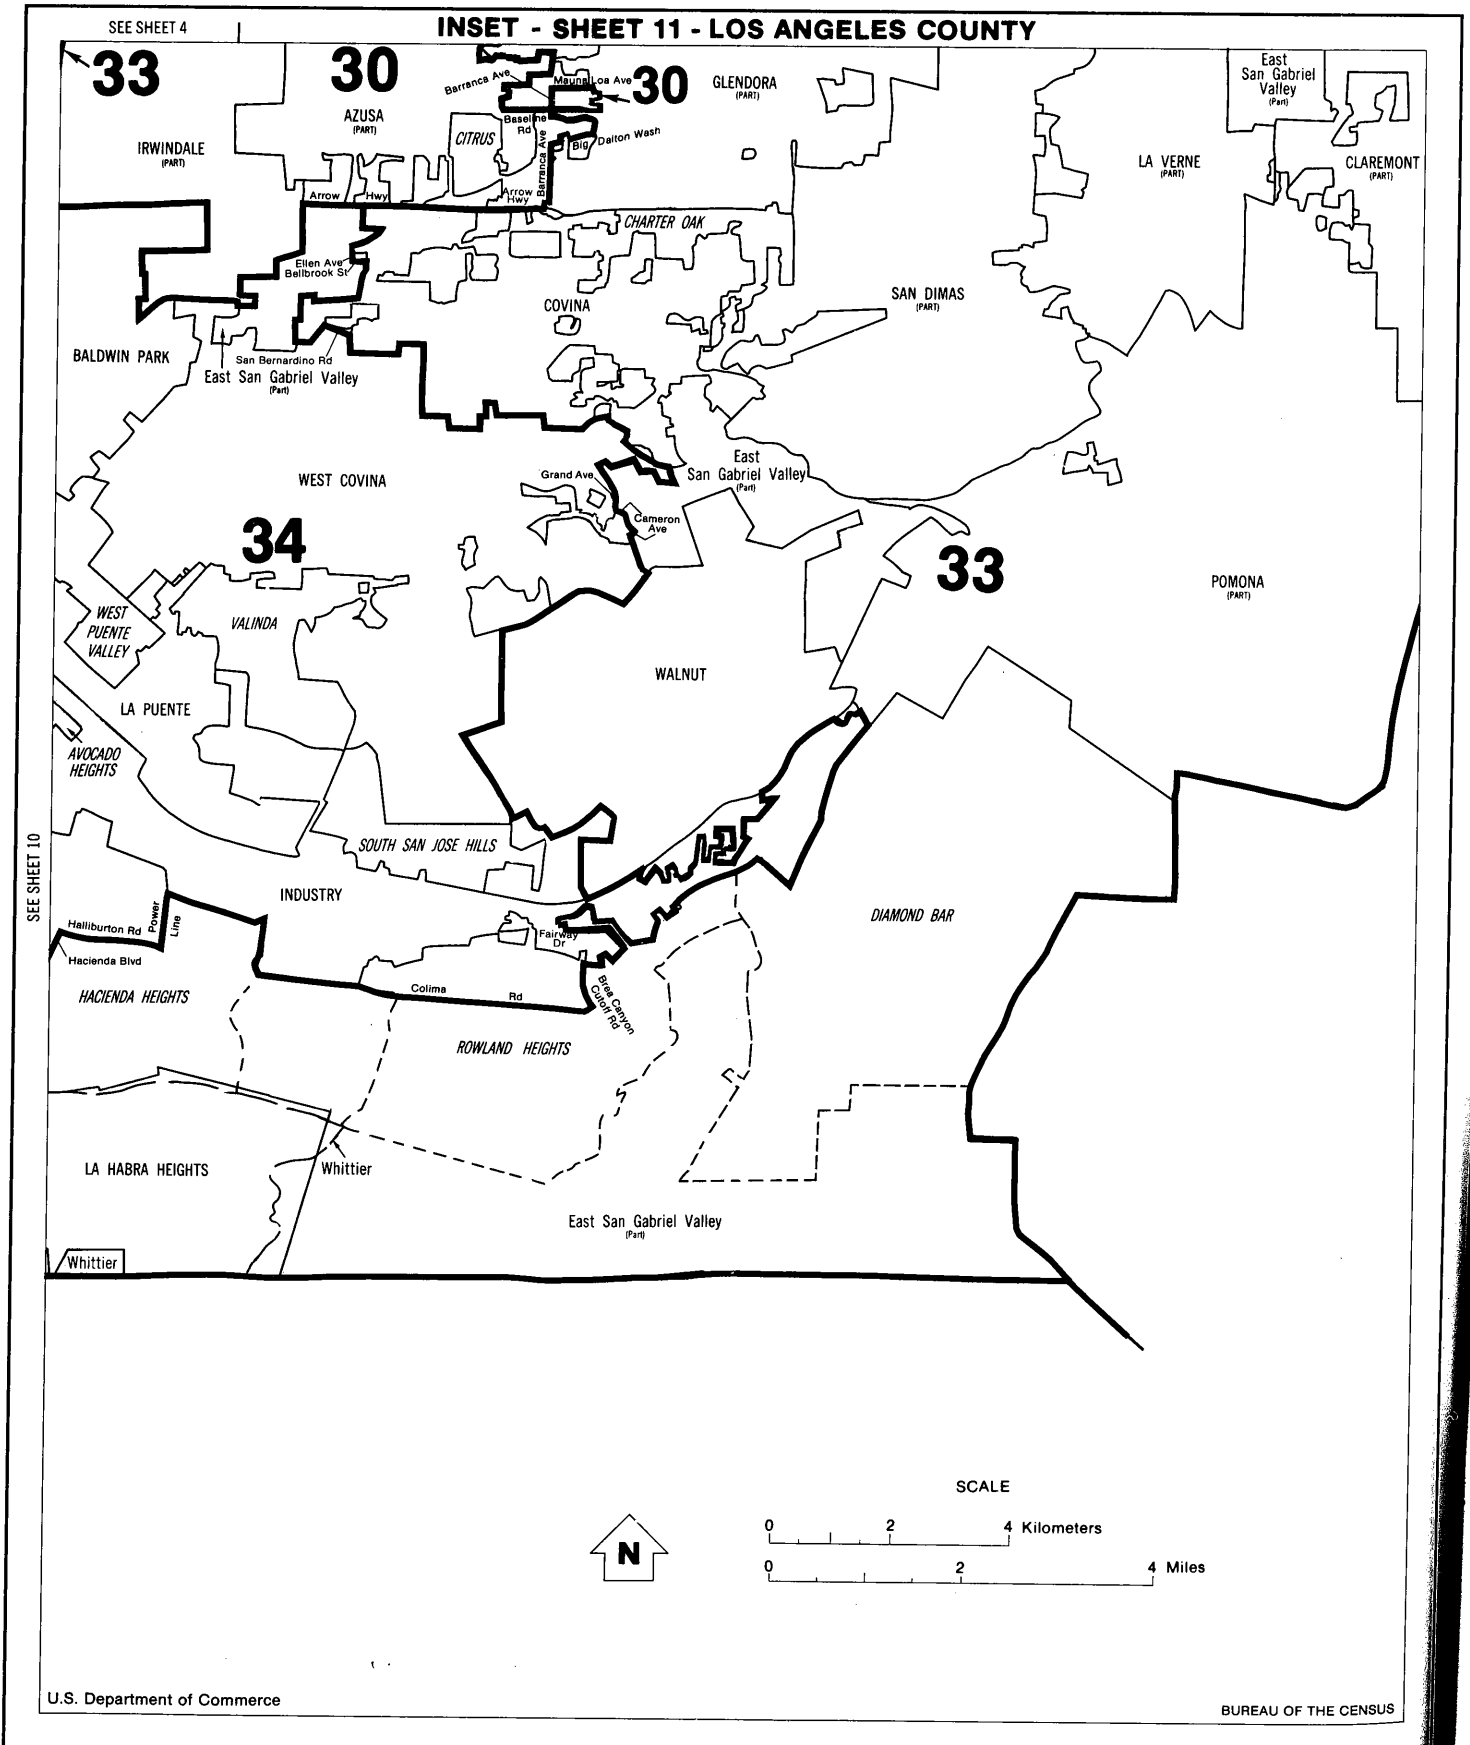 SEE SHEET 4
INSET - SHEET 11 - LOS ANGELES COUNTY
33
30
Barranca Ave
Mauna Loa Ave
30
GLENDORA
(PART)
East
San Gabriel
Valley
(Part)
AZUSA
(PART)
CITRUS
Baseline
Rd
Barranca Ave
Big Dalton Wash
IRWINDALE
(PART)
LA VERNE
(PART)
CLAREMONT
(PART)
Arrow Hwy
Arrow
Hwy
CHARTER OAK
Ellen Ave
Bellbrook St
COVINA
SAN DIMAS
(PART)
BALDWIN PARK
San Bernardino Rd
East San Gabriel Valley
(Part)
East
San Gabriel Valley
(Part)
WEST COVINA
Grand Ave
Cameron
Ave
34
33
POMONA
(PART)
WEST
PUENTE
VALLEY
VALINDA
WALNUT
LA PUENTE
AVOCADO
HEIGHTS
SOUTH SAN JOSE HILLS
SEE SHEET 10
INDUSTRY
DIAMOND BAR
Halliburton Rd
Power
Line
Fairway
Dr
Hacienda Blvd
HACIENDA HEIGHTS
Colima Rd
Brea Canyon
Cutoff Rd
ROWLAND HEIGHTS
LA HABRA HEIGHTS
Whittier
East San Gabriel Valley
(Part)
Whittier
SCALE
0 2 4 Kilometers
0 2 4 Miles
N
U.S. Department of Commerce
BUREAU OF THE CENSUS